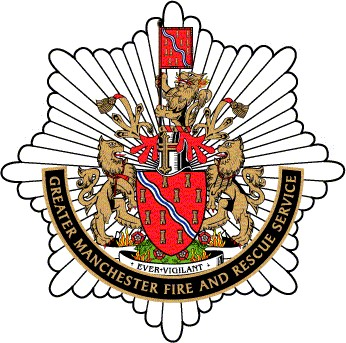 EVER·VIGILANT
GREATER MANCHESTER FIRE AND RESCUE SERVICE